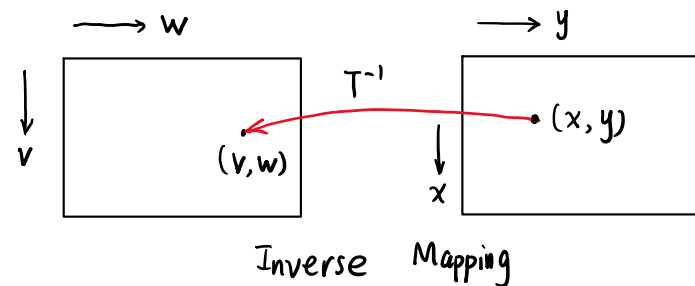 w
y
T⁻¹
v
(v,w)
(x,y)
x
Inverse Mapping